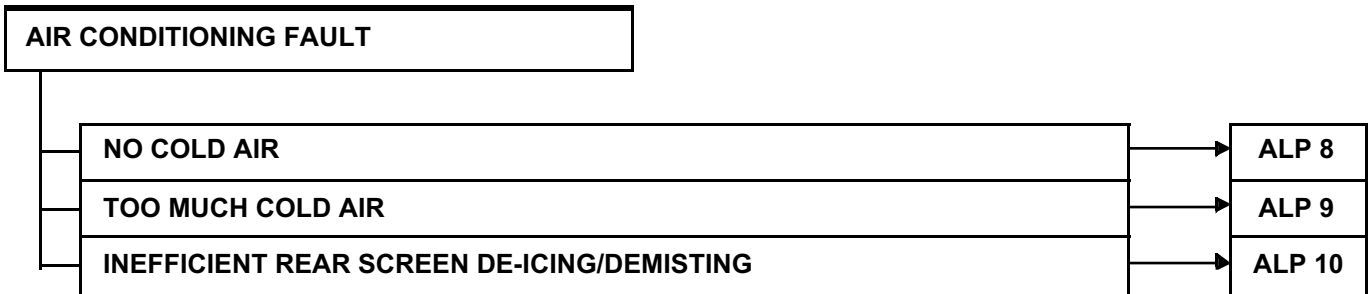 AIR CONDITIONING FAULT
NO COLD AIR ALP 8
TOO MUCH COLD AIR ALP 9
INEFFICIENT REAR SCREEN DE-ICING/DEMISTING ALP 10